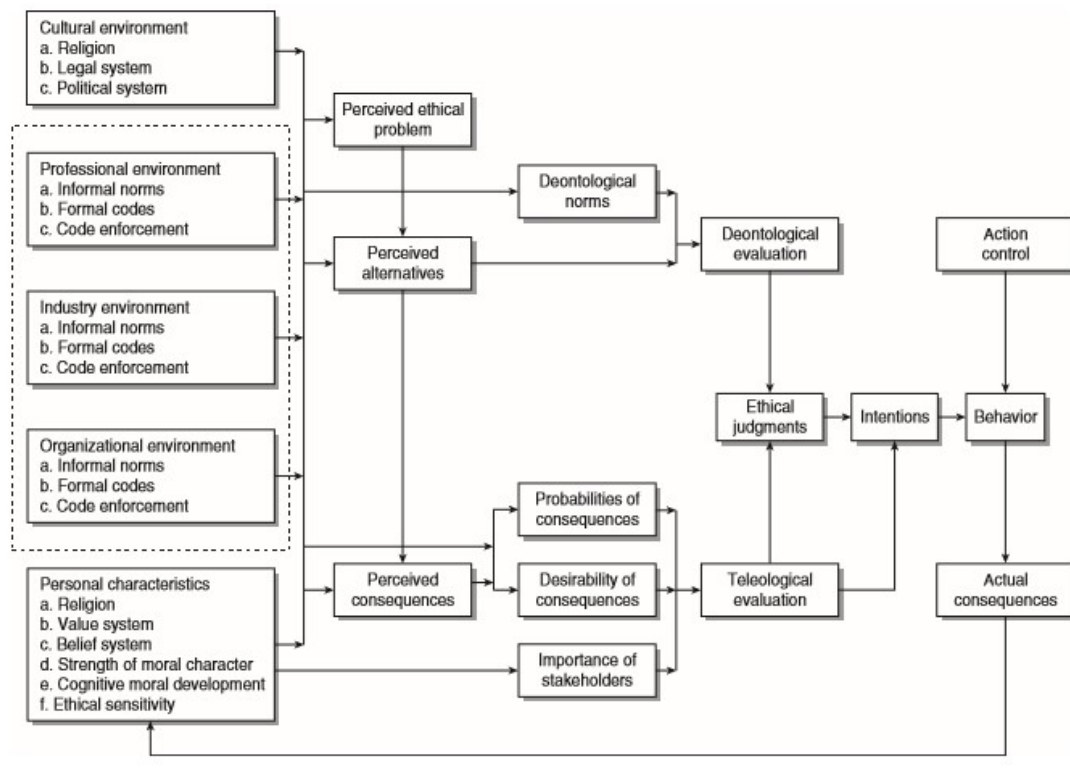 Cultural environment
a. Religion
b. Legal system
c. Political system
Perceived ethical
problem
Professional environment
a. Informal norms
b. Formal codes
c. Code enforcement
Deontological
norms
Perceived
alternatives
Deontological
evaluation
Action
control
Industry environment
a. Informal norms
b. Formal codes
c. Code enforcement
Ethical
judgments
Intentions
Behavior
Organizational environment
a. Informal norms
b. Formal codes
c. Code enforcement
Probabilities of
consequences
Perceived
consequences
Desirability of
consequences
Teleological
evaluation
Actual
consequences
Personal characteristics
a. Religion
b. Value system
c. Belief system
d. Strength of moral character
e. Cognitive moral development
f. Ethical sensitivity
Importance of
stakeholders